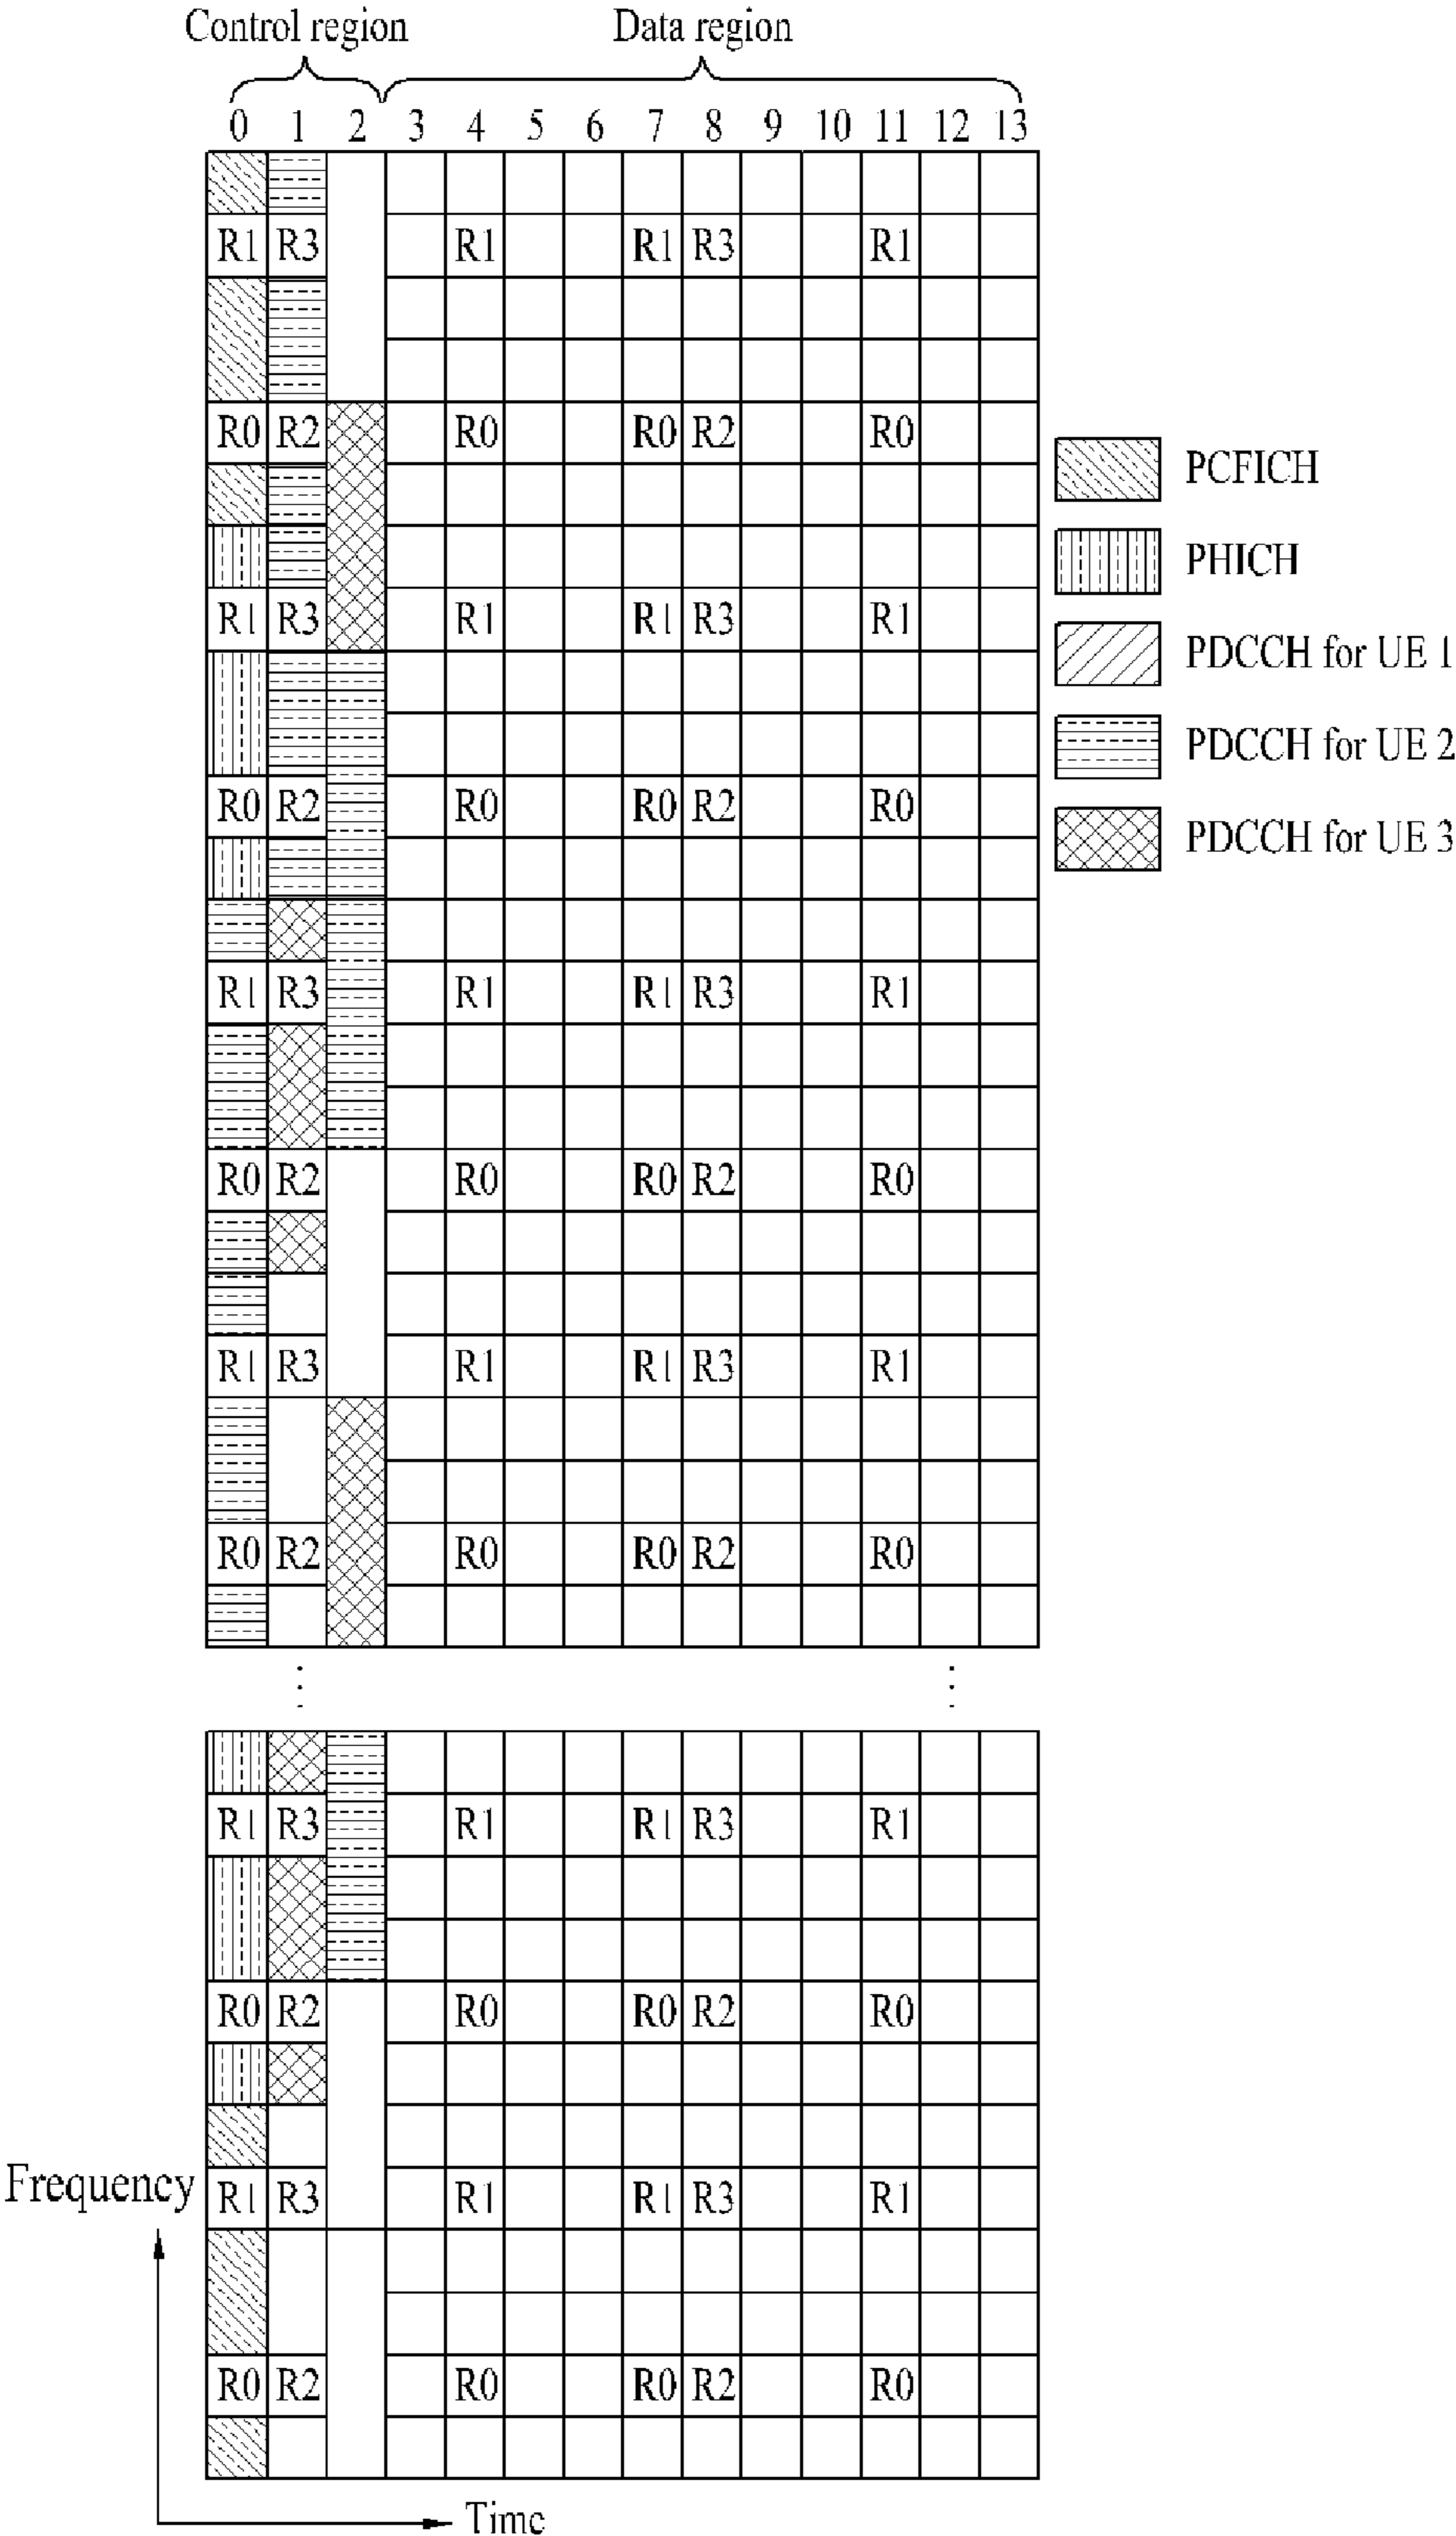 Control region Data region
0 1 2 3 4 5 6 7 8 9 10 11 12 13
R1 R3 R1 R1 R3 R1
R0 R2 R0 R0 R2 R0
PCFICH
PHICH
R1 R3 R1 R1 R3 R1
PDCCH for UE 1
PDCCH for UE 2
R0 R2 R0 R0 R2 R0
PDCCH for UE 3
R1 R3 R1 R1 R3 R1
R0 R2 R0 R0 R2 R0
R1 R3 R1 R1 R3 R1
R0 R2 R0 R0 R2 R0
R1 R3 R1 R1 R3 R1
R0 R2 R0 R0 R2 R0
Frequency
R1 R3 R1 R1 R3 R1
R0 R2 R0 R0 R2 R0
Time